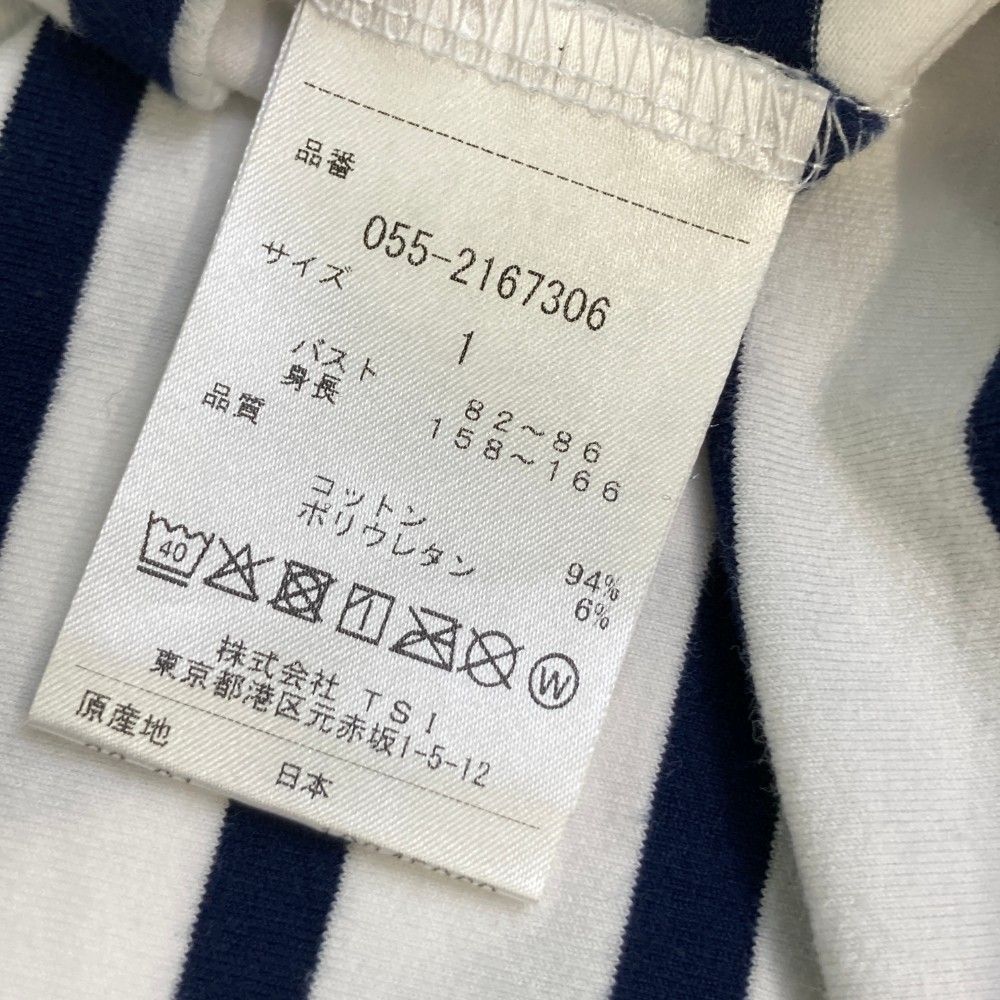 品番
055-2167306
サイズ
1
バスト 82～86
身長 158～166
品質
コットン 94%
ポリウレタン 6%
40
W
株式会社 TSI
東京都港区元赤坂1-5-12
原産地
日本